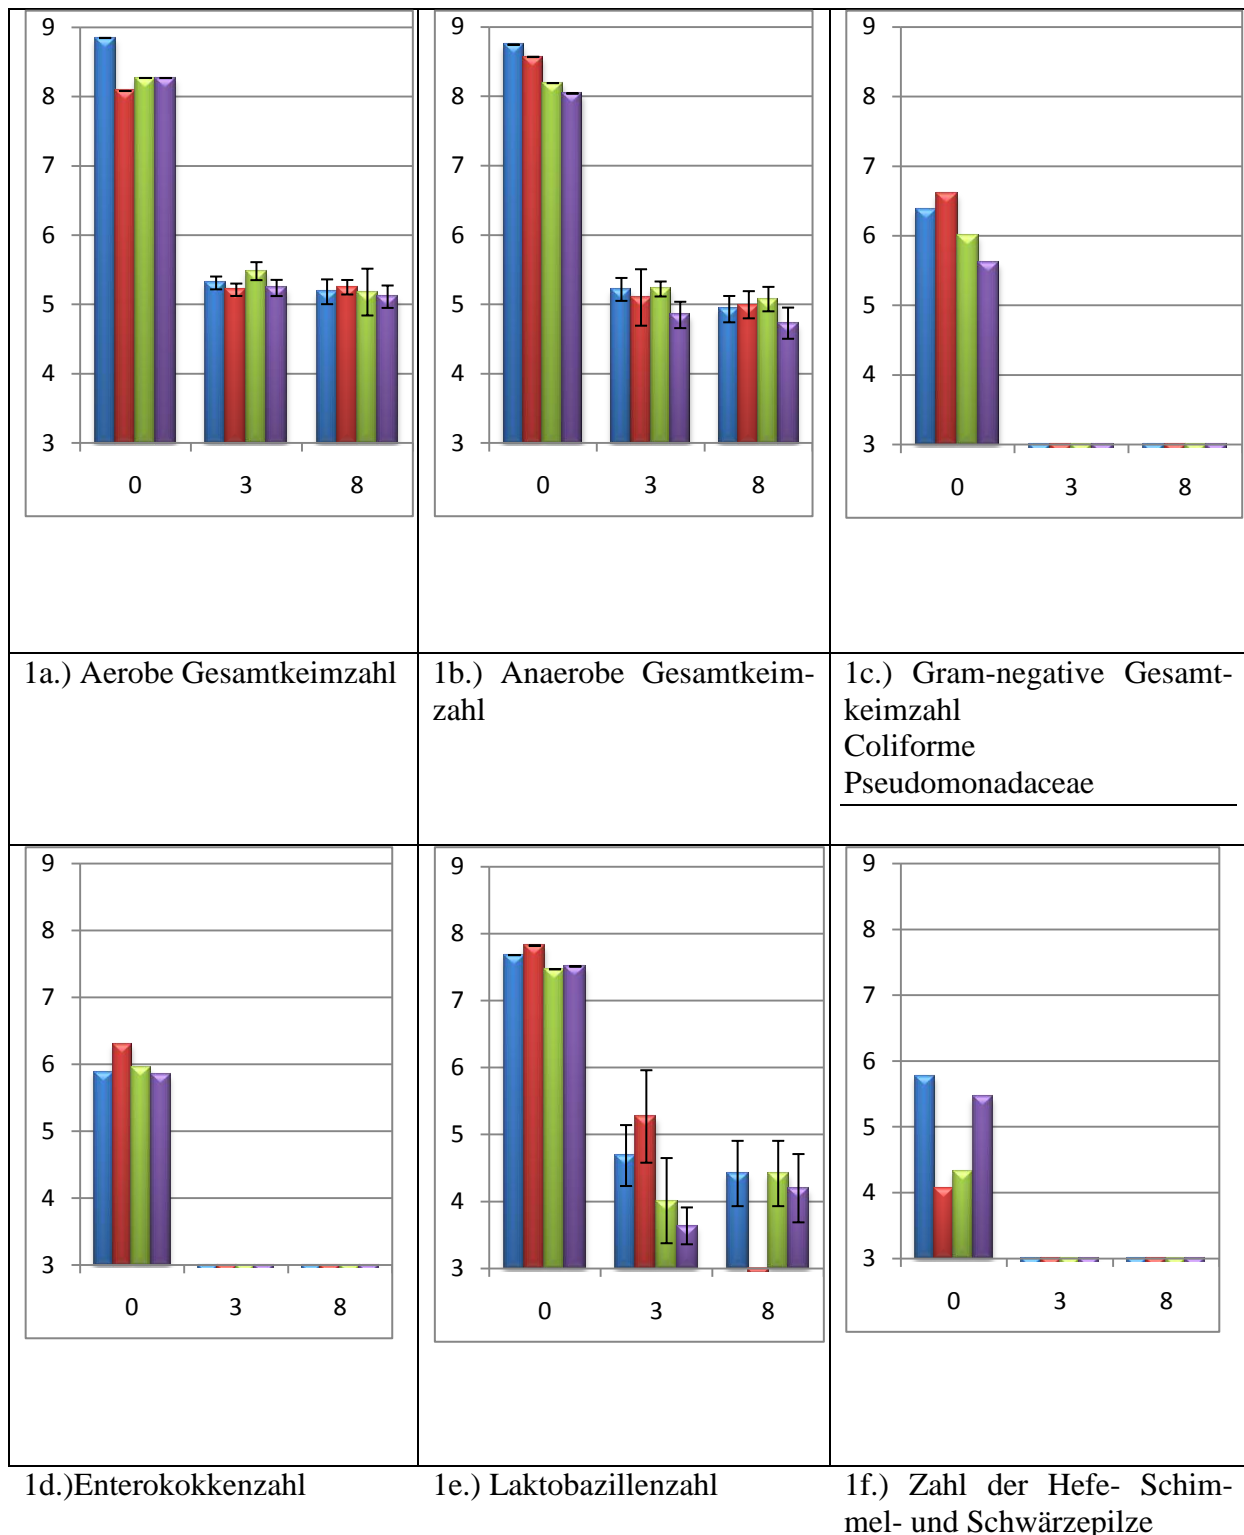 9
8
7
6
5
4
3
0 3 8
9
8
7
6
5
4
3
0 3 8
9
8
7
6
5
4
3
0 3 8
1a.) Aerobe Gesamtkeimzahl
1b.) Anaerobe Gesamtkeim-
zahl
1c.) Gram-negative Gesamt-
keimzahl
Coliforme
Pseudomonadaceae
9
8
7
6
5
4
3
0 3 8
9
8
7
6
5
4
3
0 3 8
9
8
7
6
5
4
3
0 3 8
1d.)Enterokokkenzahl
1e.) Laktobazillenzahl
1f.) Zahl der Hefe- Schim-
mel- und Schwärzepilze